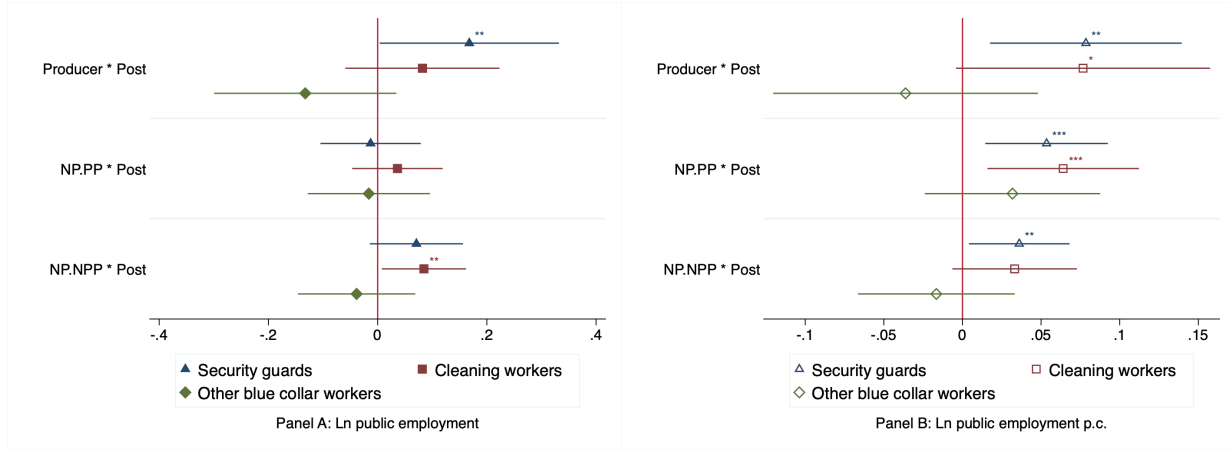 **
Producer * Post
**
NP.PP * Post
NP.NPP * Post
-.4 -.2 0 .2 .4
Security guards
Cleaning workers
Other blue collar workers
Panel A: Ln public employment
**
*
Producer * Post
***
***
NP.PP * Post
**
NP.NPP * Post
-.1 -.05 0 .05 .1 .15
Security guards
Cleaning workers
Other blue collar workers
Panel B: Ln public employment p.c.